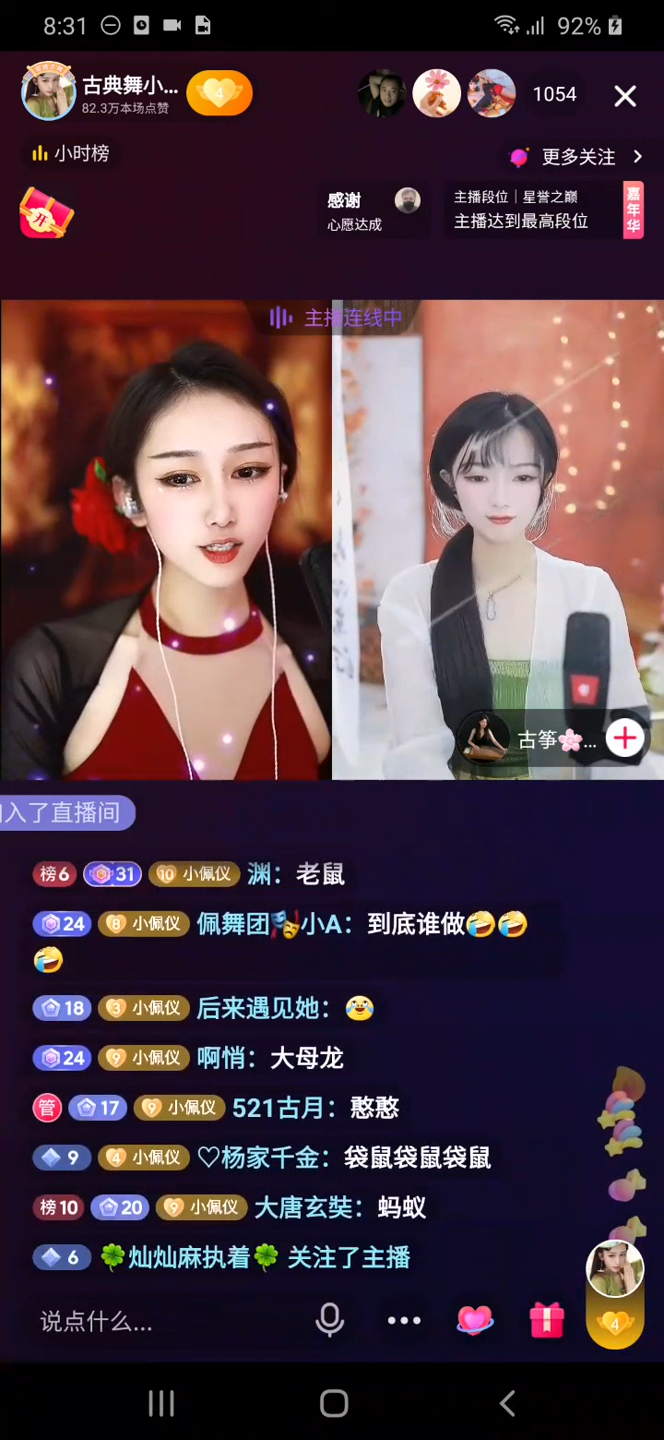 8:31
92%
古典舞小...
82.3万本场点赞
4
1054
小时榜
更多关注
开
感谢
心愿达成
主播段位｜星誉之巅
主播达到最高段位
嘉年华
主播连线中
古筝🌸...
入了直播间
榜6 31 10 小佩仪 渊：老鼠
24 8 小佩仪 佩舞团🎭小A：到底谁做🤣🤣
🤣
18 3 小佩仪 后来遇见她：😂
24 9 小佩仪 啊悄：大母龙
管 17 9 小佩仪 521古月：憨憨
9 4 小佩仪 ♡杨家千金：袋鼠袋鼠袋鼠
榜10 20 9 小佩仪 大唐玄奘：蚂蚁
6 🍀灿灿麻执着🍀 关注了主播
说点什么...
4